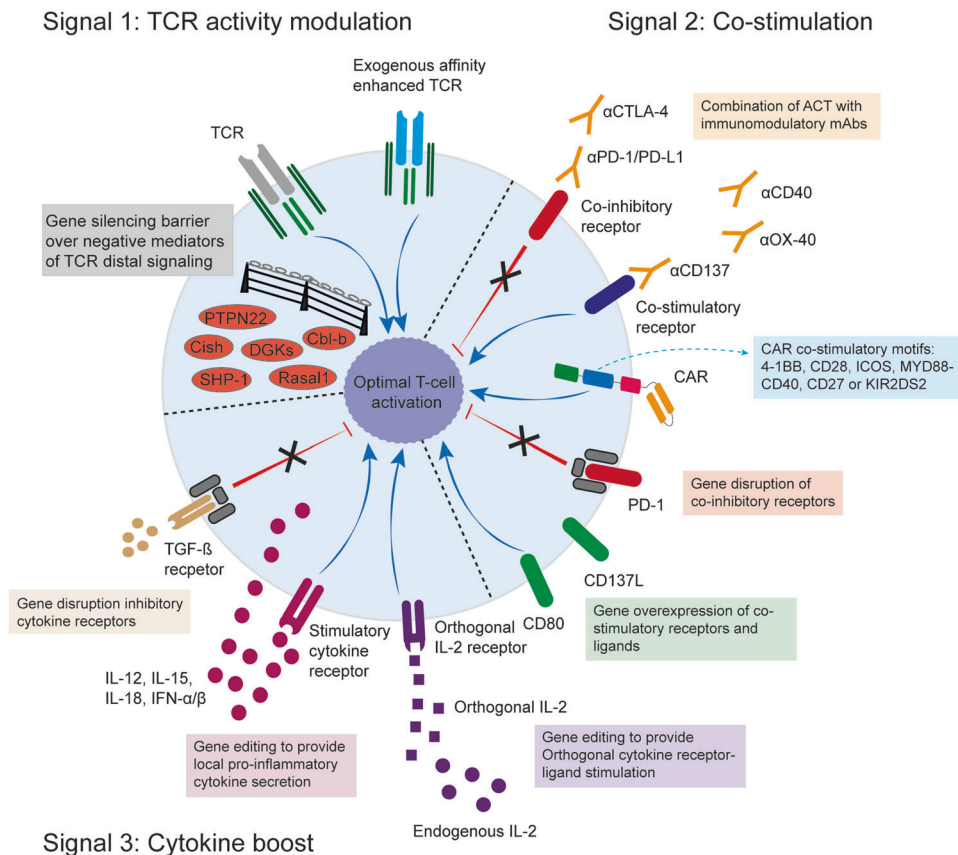 Signal 1: TCR activity modulation
Signal 2: Co-stimulation
Exogenous affinity
enhanced TCR
TCR
Gene silencing barrier
over negative mediators
of TCR distal signaling
PTPN22
Cish
DGKs
Cbl-b
SHP-1
Rasal1
Optimal T-cell
activation
αCTLA-4
Combination of ACT with
immunomodulatory mAbs
αPD-1/PD-L1
Co-inhibitory
receptor
αCD40
αOX-40
αCD137
Co-stimulatory
receptor
CAR
CAR co-stimulatory motifs:
4-1BB, CD28, ICOS, MYD88-
CD40, CD27 or KIR2DS2
PD-1
Gene disruption of
co-inhibitory receptors
CD137L
CD80
Gene overexpression of co-
stimulatory receptors and
ligands
TGF-ß
recpetor
Gene disruption inhibitory
cytokine receptors
IL-12, IL-15,
IL-18, IFN-α/β
Stimulatory
cytokine
receptor
Gene editing to provide
local pro-inflammatory
cytokine secretion
Orthogonal
IL-2 receptor
Orthogonal IL-2
Gene editing to provide
Orthogonal cytokine receptor-
ligand stimulation
Endogenous IL-2
Signal 3: Cytokine boost